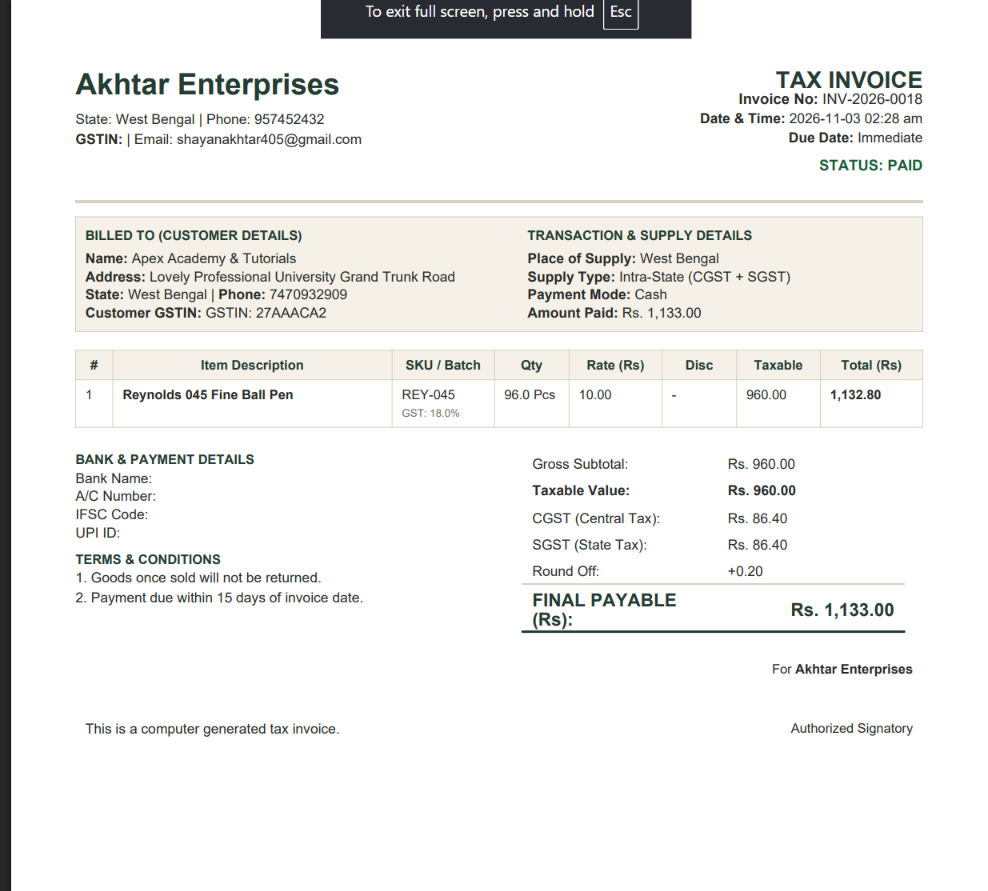 To exit full screen, press and hold Esc
Akhtar Enterprises
State: West Bengal | Phone: 957452432
GSTIN: | Email: shayanakhtar405@gmail.com
TAX INVOICE
Invoice No: INV-2026-0018
Date & Time: 2026-11-03 02:28 am
Due Date: Immediate
STATUS: PAID
BILLED TO (CUSTOMER DETAILS)
Name: Apex Academy & Tutorials
Address: Lovely Professional University Grand Trunk Road
State: West Bengal | Phone: 7470932909
Customer GSTIN: GSTIN: 27AAACA2
TRANSACTION & SUPPLY DETAILS
Place of Supply: West Bengal
Supply Type: Intra-State (CGST + SGST)
Payment Mode: Cash
Amount Paid: Rs. 1,133.00
# Item Description SKU / Batch Qty Rate (Rs) Disc Taxable Total (Rs)
1 Reynolds 045 Fine Ball Pen REY-045 96.0 Pcs 10.00 - 960.00 1,132.80
GST: 18.0%
BANK & PAYMENT DETAILS
Bank Name:
A/C Number:
IFSC Code:
UPI ID:
TERMS & CONDITIONS
1. Goods once sold will not be returned.
2. Payment due within 15 days of invoice date.
Gross Subtotal: Rs. 960.00
Taxable Value: Rs. 960.00
CGST (Central Tax): Rs. 86.40
SGST (State Tax): Rs. 86.40
Round Off: +0.20
FINAL PAYABLE
(Rs): Rs. 1,133.00
For Akhtar Enterprises
This is a computer generated tax invoice.
Authorized Signatory